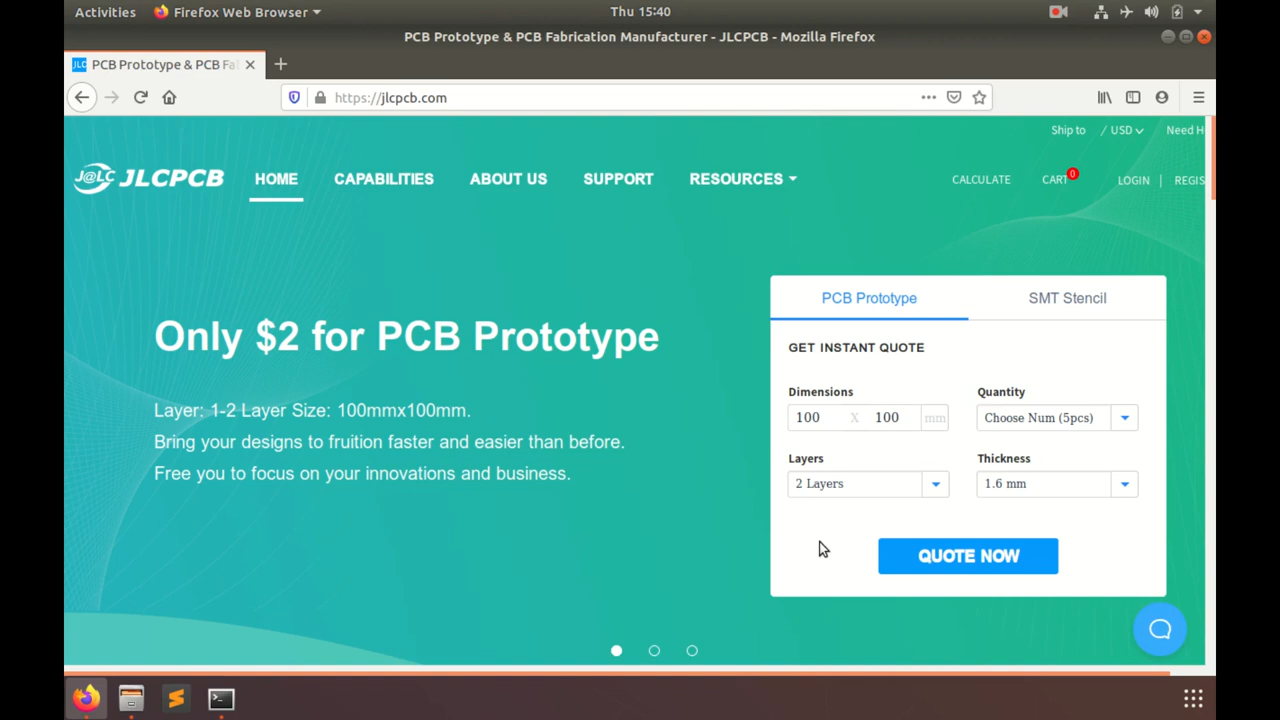 Activities Firefox Web Browser Thu 15:40
PCB Prototype & PCB Fabrication Manufacturer - JLCPCB - Mozilla Firefox
JLC PCB Prototype & PCB Fa
https://jlcpcb.com
Ship to / USD Need H
J@LC JLCPCB HOME CAPABILITIES ABOUT US SUPPORT RESOURCES CALCULATE CART 0 LOGIN | REGIS
PCB Prototype SMT Stencil
Only $2 for PCB Prototype
GET INSTANT QUOTE
Dimensions Quantity
100 X 100 mm Choose Num (5pcs)
Layer: 1-2 Layer Size: 100mmx100mm.
Bring your designs to fruition faster and easier than before.
Free you to focus on your innovations and business.
Layers Thickness
2 Layers 1.6 mm
QUOTE NOW